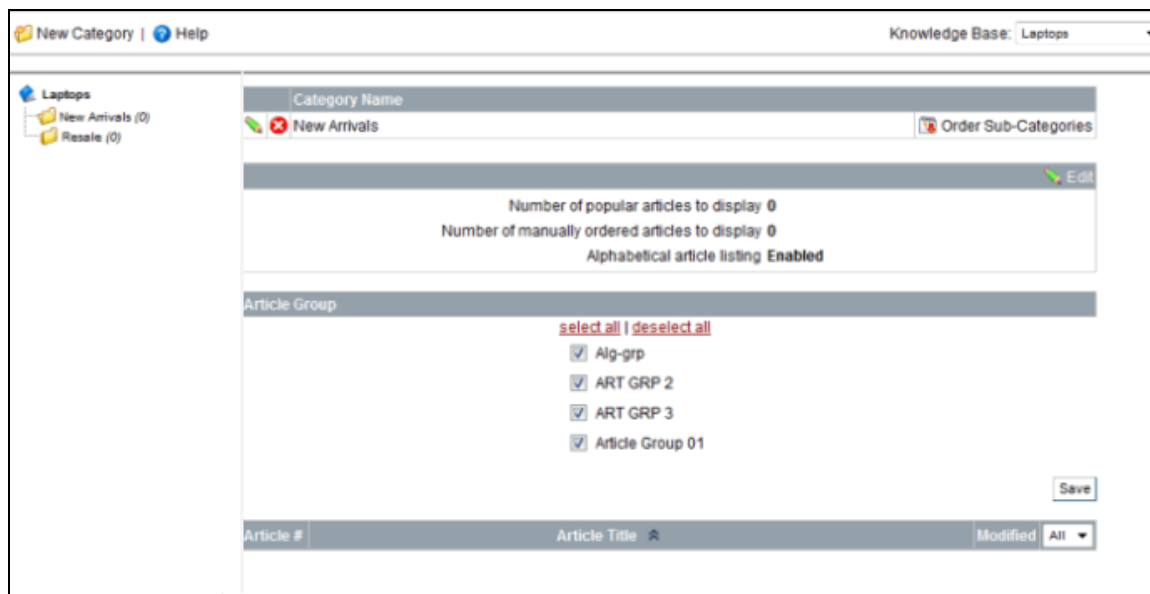 New Category | Help
Knowledge Base: Laptops
Laptops
New Arrivals (0)
Resale (0)
Category Name
New Arrivals
Order Sub-Categories
Edit
Number of popular articles to display 0
Number of manually ordered articles to display 0
Alphabetical article listing Enabled
Article Group
select all | deselect all
Alg-grp
ART GRP 2
ART GRP 3
Article Group 01
Save
Article # Article Title Modified All